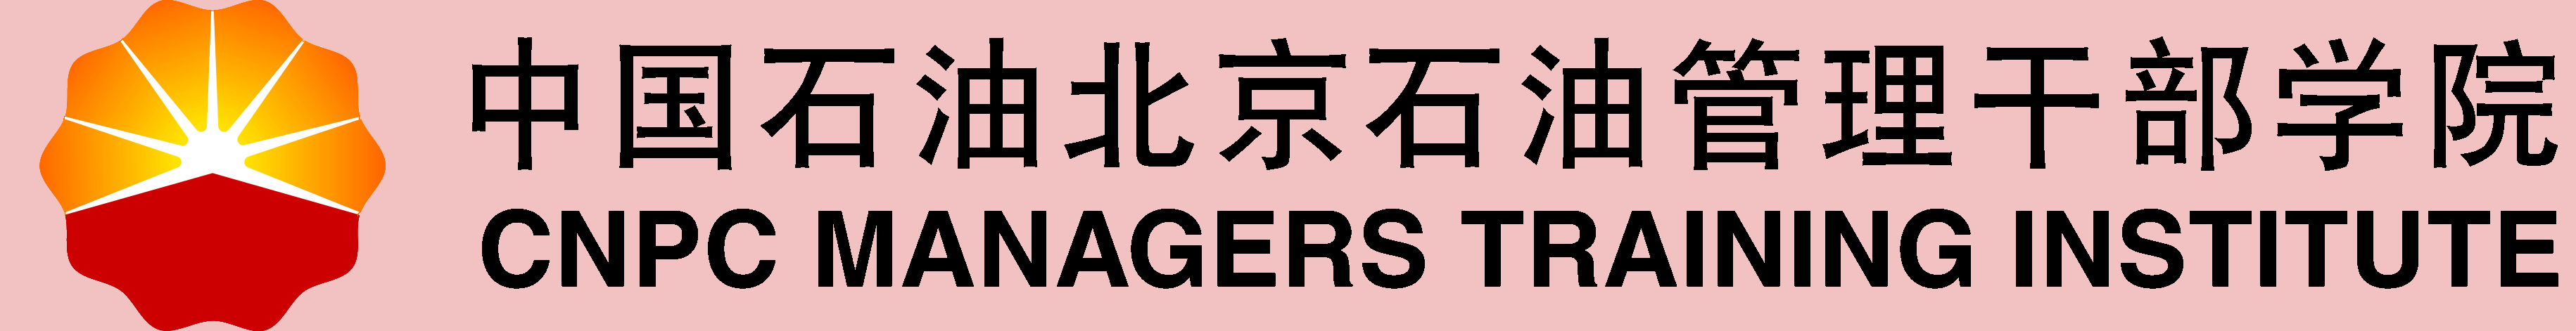 中国石油北京石油管理干部学院
CNPC MANAGERS TRAINING INSTITUTE